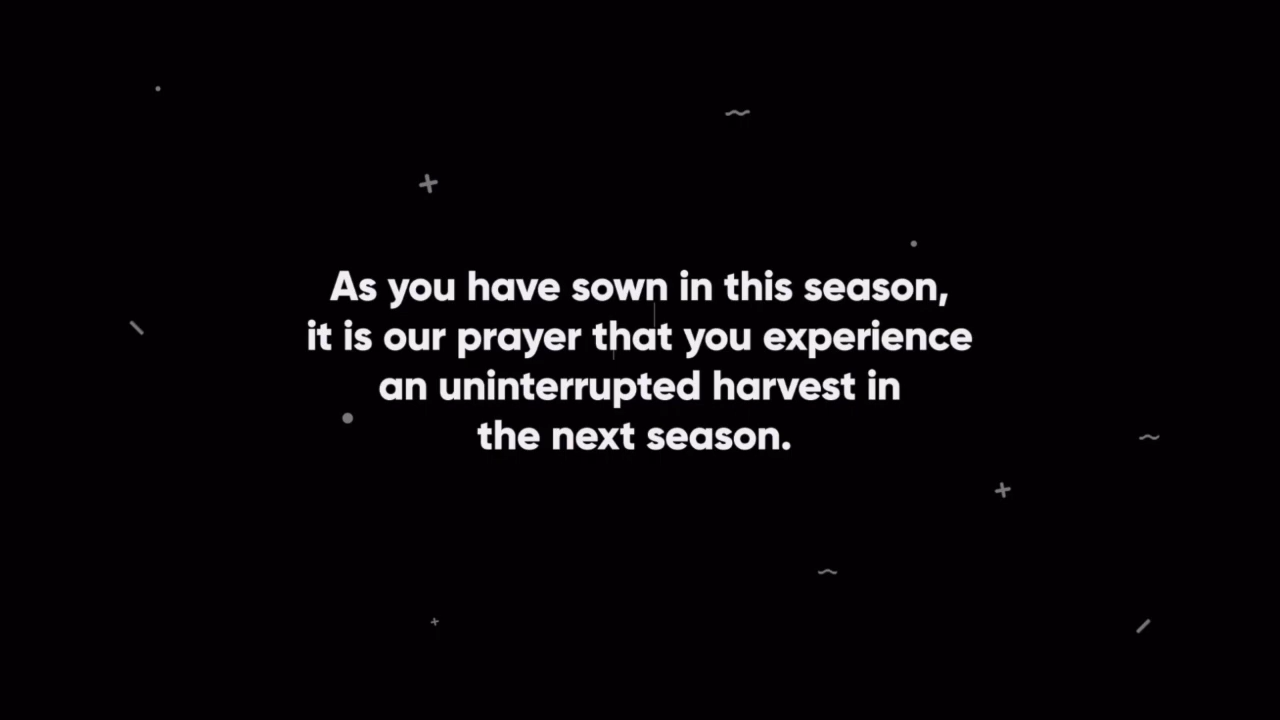 As you have sown in this season,
it is our prayer that you experience
an uninterrupted harvest in
the next season.